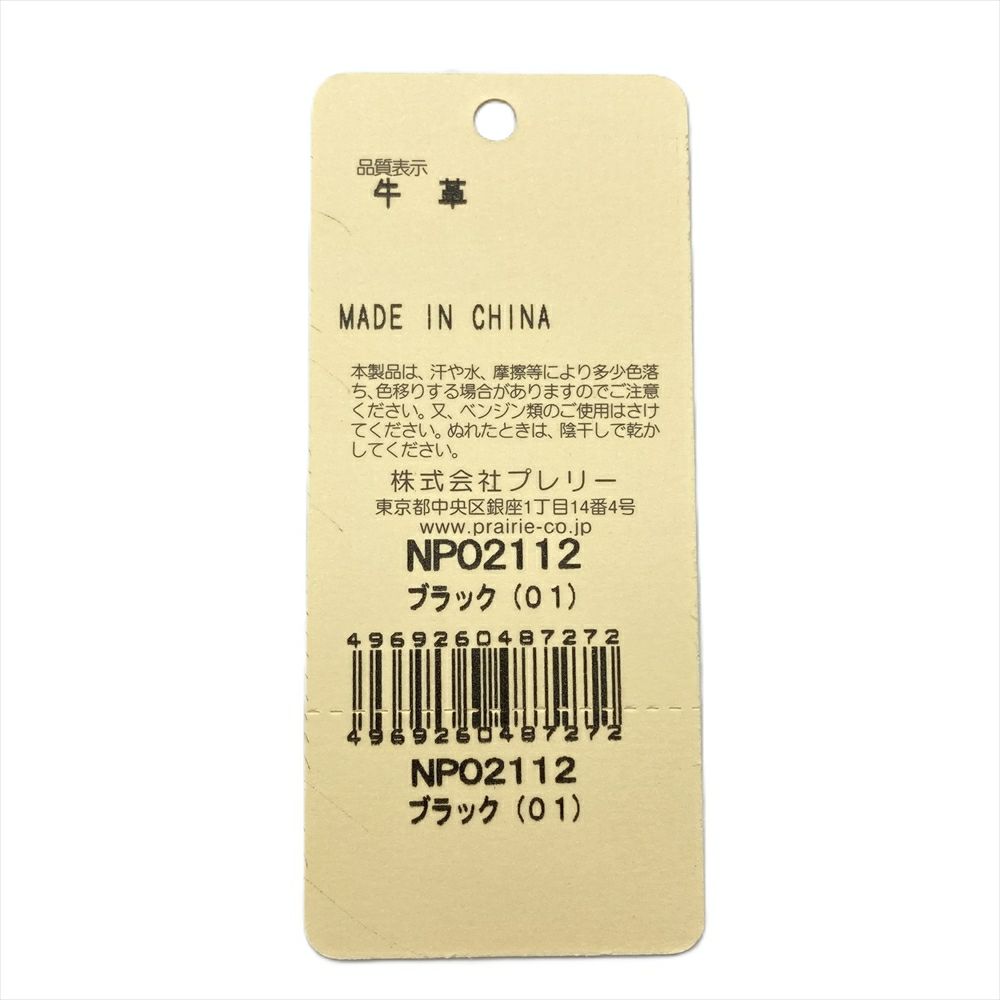 品質表示
牛 革
MADE IN CHINA
本製品は、汗や水、摩擦等により多少色落
ち、色移りする場合がありますのでご注意
ください。又、ベンジン類のご使用はさけ
てください。ぬれたときは、陰干しで乾か
してください。
株式会社プレリー
東京都中央区銀座1丁目14番4号
www.prairie-co.jp
NP02112
ブラック(01)
4969260487272
4969260487272
NP02112
ブラック(01)